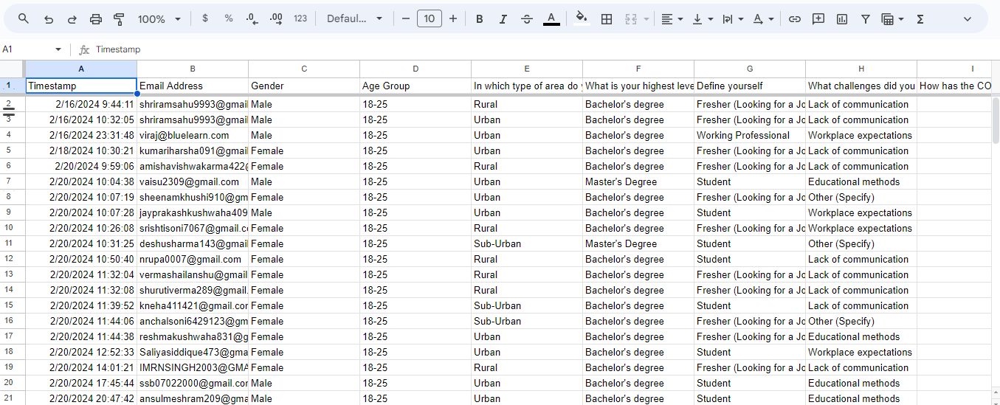 100% $ % .0 .00 123 Defaul... 10 B I A Σ
A1 fx Timestamp
A B C D E F G H I
1 Timestamp Email Address Gender Age Group In which type of area do y What is your highest leve Define yourself What challenges did you How has the CO
2 2/16/2024 9:44:11 shriramsahu9993@gmail Male 18-25 Rural Bachelor's degree Fresher (Looking for a Jo Lack of communication
3 2/16/2024 10:32:05 shriramsahu9993@gmail Male 18-25 Urban Bachelor's degree Fresher (Looking for a Jo Lack of communication
4 2/16/2024 23:31:48 viraj@bluelearn.com Male 18-25 Urban Bachelor's degree Working Professional Workplace expectations
5 2/18/2024 10:30:21 kumariharsha091@gmail Female 18-25 Urban Bachelor's degree Fresher (Looking for a Jo Lack of communication
6 2/20/2024 9:59:06 amishavishwakarma422@ Female 18-25 Rural Bachelor's degree Fresher (Looking for a Jo Lack of communication
7 2/20/2024 10:04:38 vaisu2309@gmail.com Male 18-25 Urban Master's Degree Student Educational methods
8 2/20/2024 10:07:19 sheenamkhushi910@gm Female 18-25 Urban Bachelor's degree Fresher (Looking for a Jo Other (Specify)
9 2/20/2024 10:07:28 jayprakashkushwaha409 Male 18-25 Urban Bachelor's degree Student Workplace expectations
10 2/20/2024 10:26:08 srishtisoni7067@gmail.c Female 18-25 Rural Bachelor's degree Fresher (Looking for a Jo Workplace expectations
11 2/20/2024 10:31:25 deshusharma143@gmail Female 18-25 Sub-Urban Master's Degree Student Other (Specify)
12 2/20/2024 10:50:40 nrupa0007@gmail.com Female 18-25 Rural Bachelor's degree Student Lack of communication
13 2/20/2024 11:32:04 vermashailanshu@gmail Female 18-25 Rural Bachelor's degree Fresher (Looking for a Jo Lack of communication
14 2/20/2024 11:32:08 shurutiverma289@gmail. Female 18-25 Rural Bachelor's degree Fresher (Looking for a Jo Lack of communication
15 2/20/2024 11:39:52 kneha411421@gmail.cor Female 18-25 Sub-Urban Bachelor's degree Student Lack of communication
16 2/20/2024 11:44:06 anchalsoni6429123@gm Female 18-25 Sub-Urban Bachelor's degree Fresher (Looking for a Jo Other (Specify)
17 2/20/2024 11:44:38 reshmakushwaha831@g Female 18-25 Urban Bachelor's degree Fresher (Looking for a Jo Educational methods
18 2/20/2024 12:52:33 Saliyasiddique473@gma Female 18-25 Urban Bachelor's degree Student Workplace expectations
19 2/20/2024 14:01:21 IMRNSINGH2003@GMA Female 18-25 Rural Bachelor's degree Fresher (Looking for a Jo Lack of communication
20 2/20/2024 17:45:44 ssb07022000@gmail.cor Male 18-25 Urban Bachelor's degree Student Educational methods
21 2/20/2024 20:47:42 ansulmeshram209@gma Male 18-25 Urban Bachelor's degree Student Educational methods